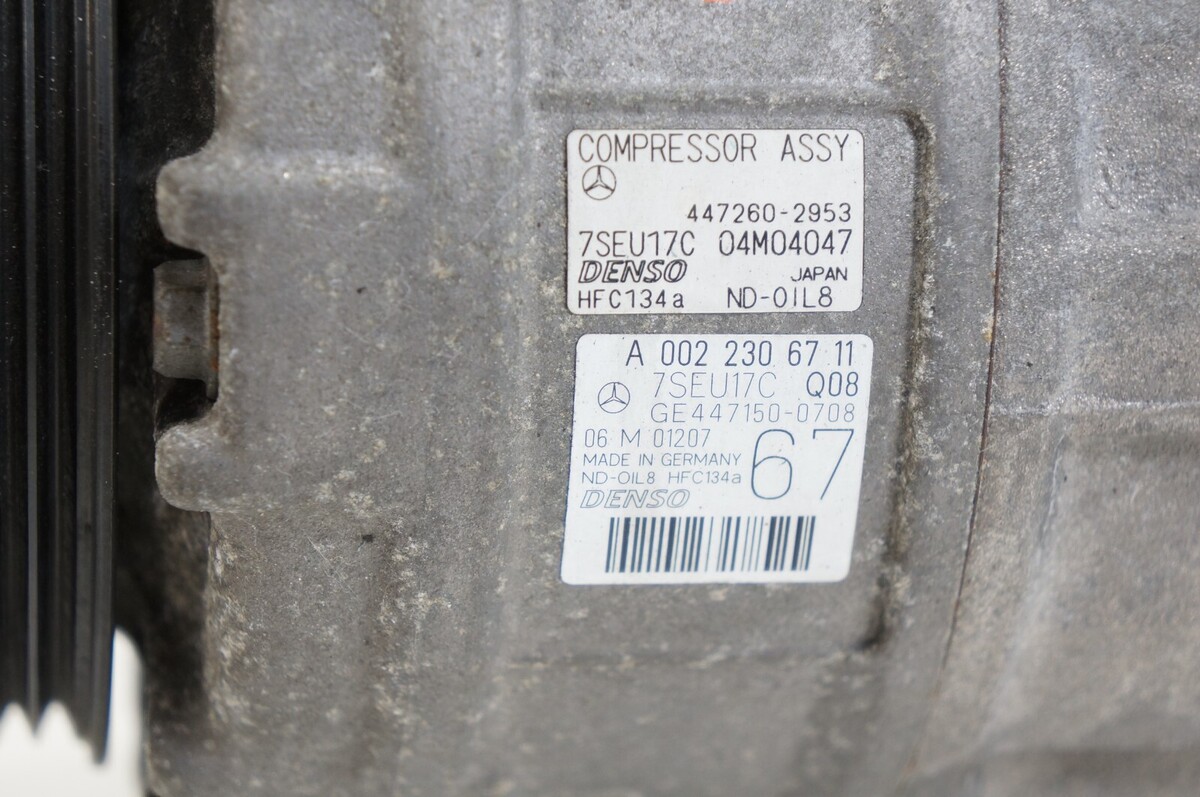 COMPRESSOR ASSY
447260-2953
7SEU17C 04M04047
DENSO JAPAN
HFC134a ND-OIL8
A 002 230 67 11
7SEU17C Q08
GE447150-0708
06 M 01207
MADE IN GERMANY 67
ND-OIL8 HFC134a
DENSO